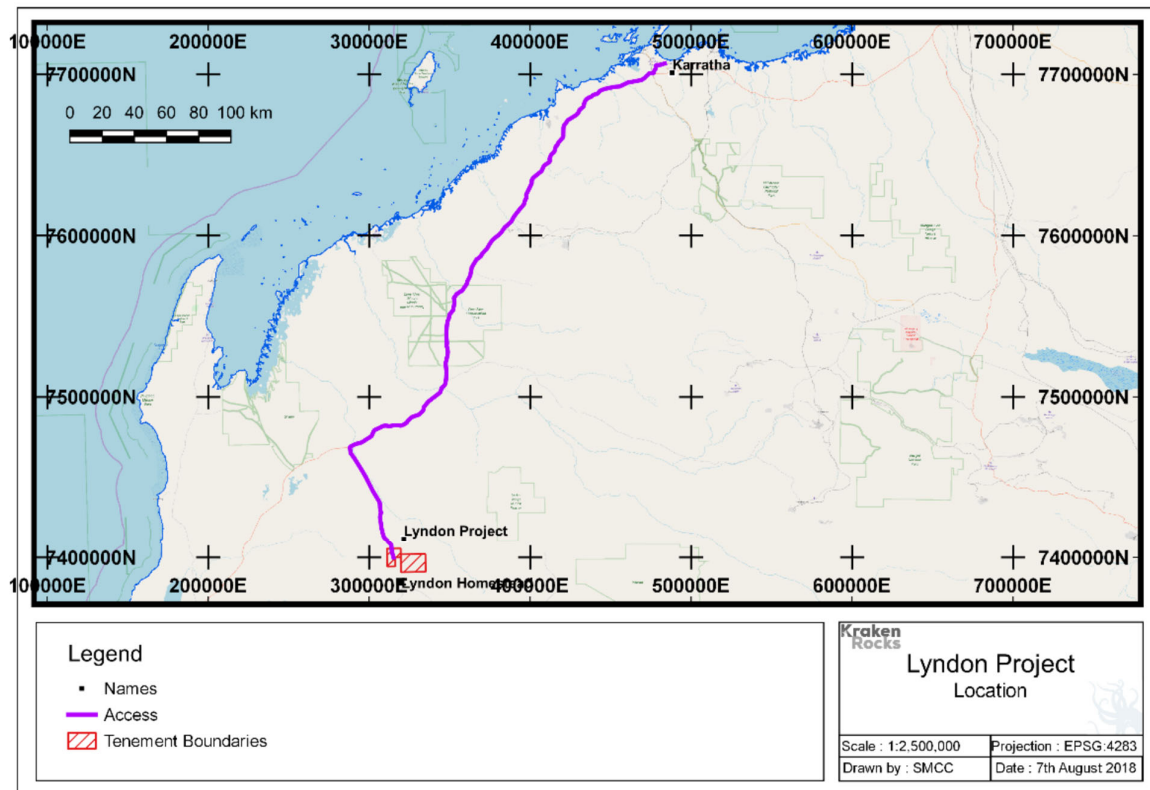 100000E 200000E 300000E 400000E 500000E 600000E 700000E
Karratha
7700000N 7700000N
0 20 40 60 80 100 km
7600000N 7600000N
7500000N 7500000N
Lyndon Project
7400000N 7400000N
Lyndon Homestead
100000E 200000E 300000E 400000E 500000E 600000E 700000E
Legend
Names
Access
Tenement Boundaries
Kraken
Rocks
Lyndon Project
Location
Scale : 1:2,500,000 Projection : EPSG:4283
Drawn by : SMCC Date : 7th August 2018